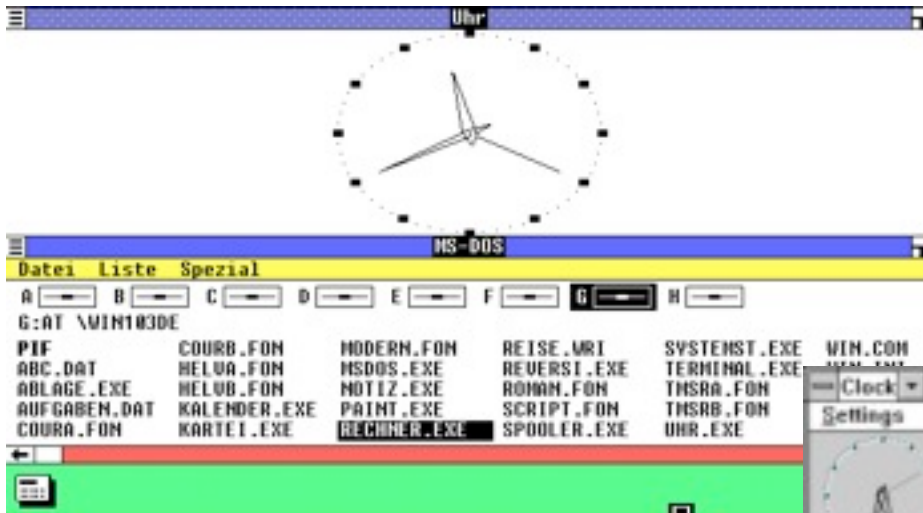 Uhr
MS-DOS
Datei Liste Spezial
A B C D E F G H
G:AT \WIN103DE
PIF COURB.FON MODERN.FON REISE.WRI SYSTEMST.EXE WIN.COM
ABC.DAT HELVA.FON MSDOS.EXE REVERSI.EXE TERMINAL.EXE WIN.INI
ABLAGE.EXE HELVB.FON NOTIZ.EXE ROMAN.FON TMSRA.FON
AUFGABEN.DAT KALENDER.EXE PAINT.EXE SCRIPT.FON TMSRB.FON
COURA.FON KARTEI.EXE RECHNER.EXE SPOOLER.EXE UHR.EXE
Clock
Settings